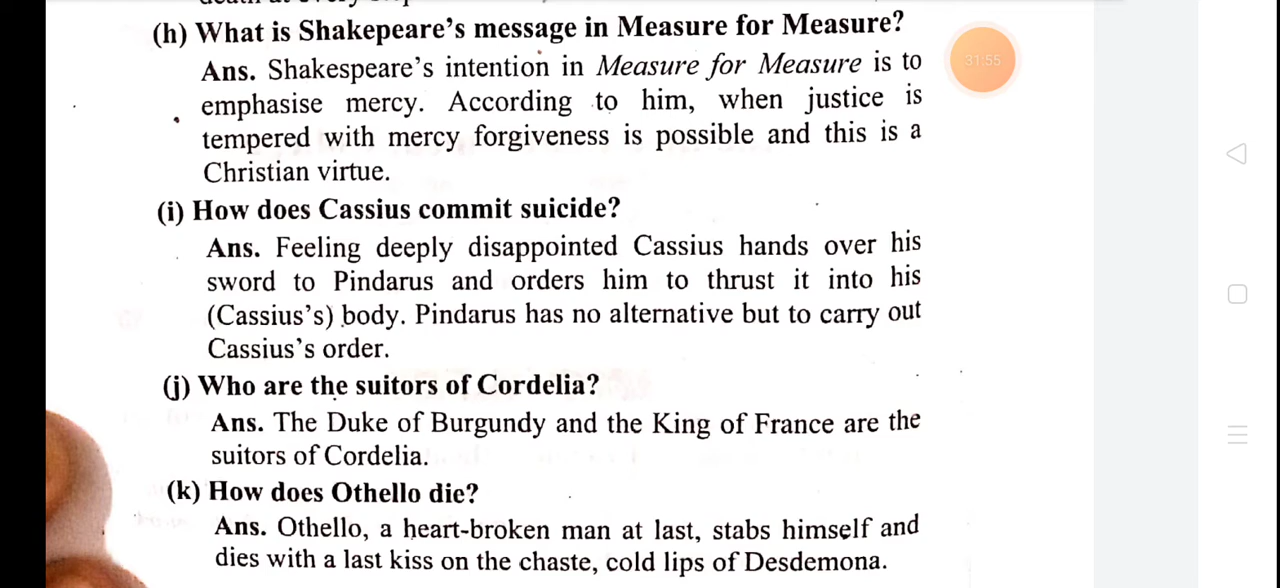 (h) What is Shakepeare's message in Measure for Measure?
Ans. Shakespeare's intention in Measure for Measure is to
31:55
emphasise mercy. According to him, when justice is
tempered with mercy forgiveness is possible and this is a
Christian virtue.
(i) How does Cassius commit suicide?
Ans. Feeling deeply disappointed Cassius hands over his
sword to Pindarus and orders him to thrust it into his
(Cassius's) body. Pindarus has no alternative but to carry out
Cassius's order.
(j) Who are the suitors of Cordelia?
Ans. The Duke of Burgundy and the King of France are the
suitors of Cordelia.
(k) How does Othello die?
Ans. Othello, a heart-broken man at last, stabs himself and
dies with a last kiss on the chaste, cold lips of Desdemona.